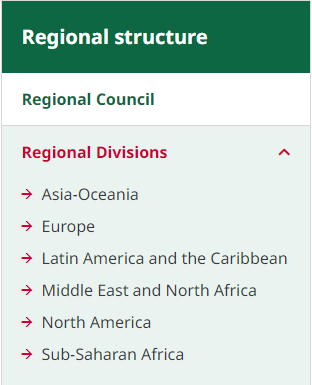 Regional structure
Regional Council
Regional Divisions
Asia-Oceania
Europe
Latin America and the Caribbean
Middle East and North Africa
North America
Sub-Saharan Africa